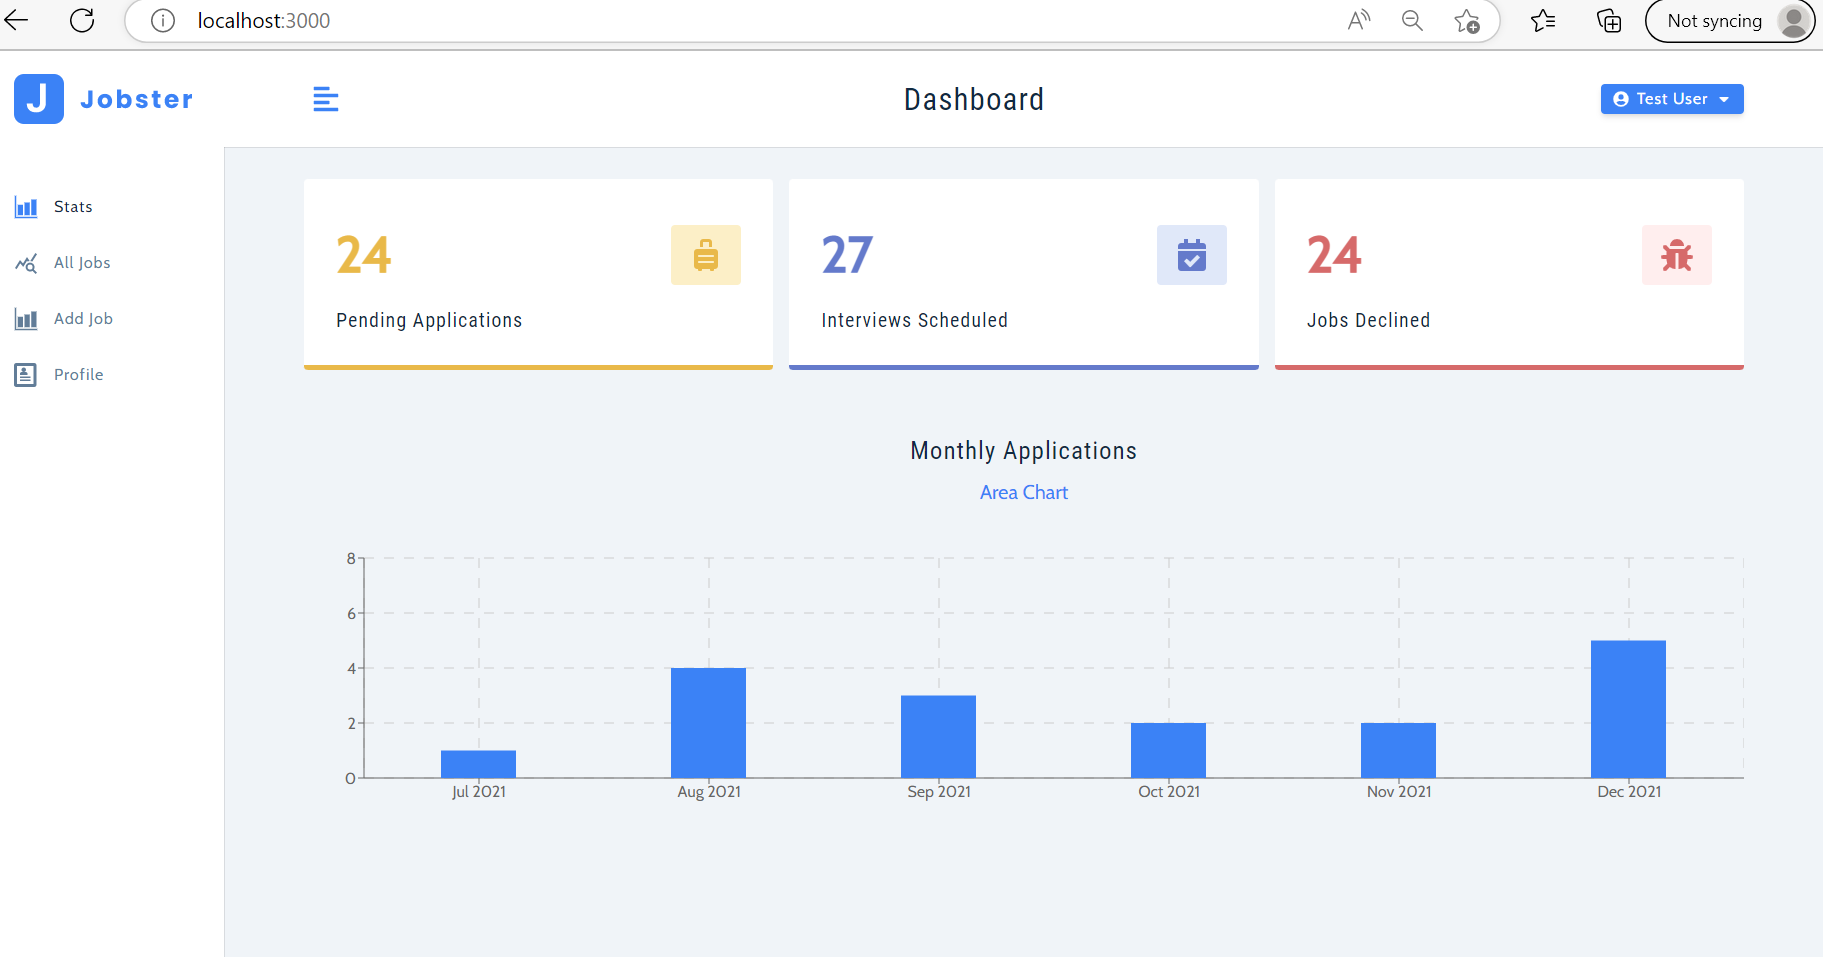 localhost:3000
Not syncing
J Jobster
Dashboard
Test User
Stats
All Jobs
Add Job
Profile
24
Pending Applications
27
Interviews Scheduled
24
Jobs Declined
Monthly Applications
Area Chart
8
6
4
2
0
Jul 2021 Aug 2021 Sep 2021 Oct 2021 Nov 2021 Dec 2021